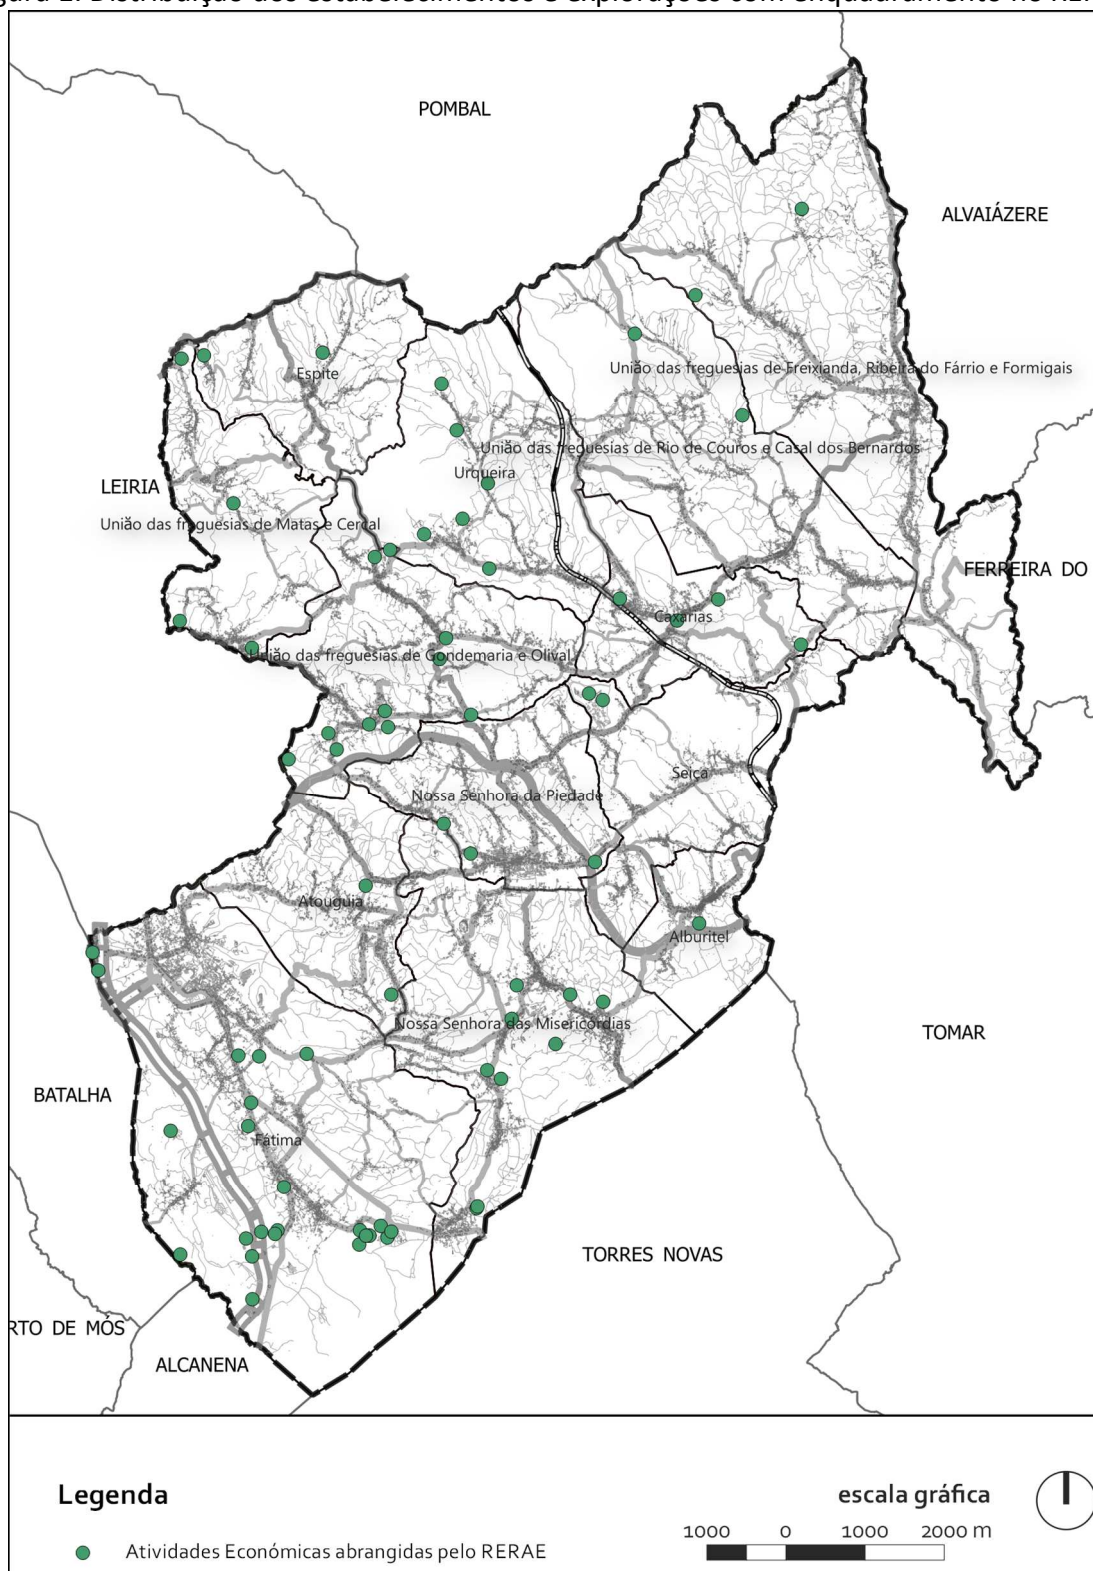 POMBAL
ALVAIÁZERE
União das freguesias de Freixianda, Ribeira do Fárrio e Formigais
Espite
União das freguesias de Rio de Couros e Casal dos Bernardos
Urqueira
LEIRIA
União das freguesias de Matas e Cercal
FERREIRA DO
Caxarias
União das freguesias de Gondemaria e Olival
Seiça
Nossa Senhora da Piedade
Atouguia
Alburitel
Nossa Senhora das Misericórdias
TOMAR
BATALHA
Fátima
TORRES NOVAS
RTO DE MÓS
ALCANENA
Legenda
escala gráfica
1000 0 1000 2000 m
Atividades Económicas abrangidas pelo RERAE